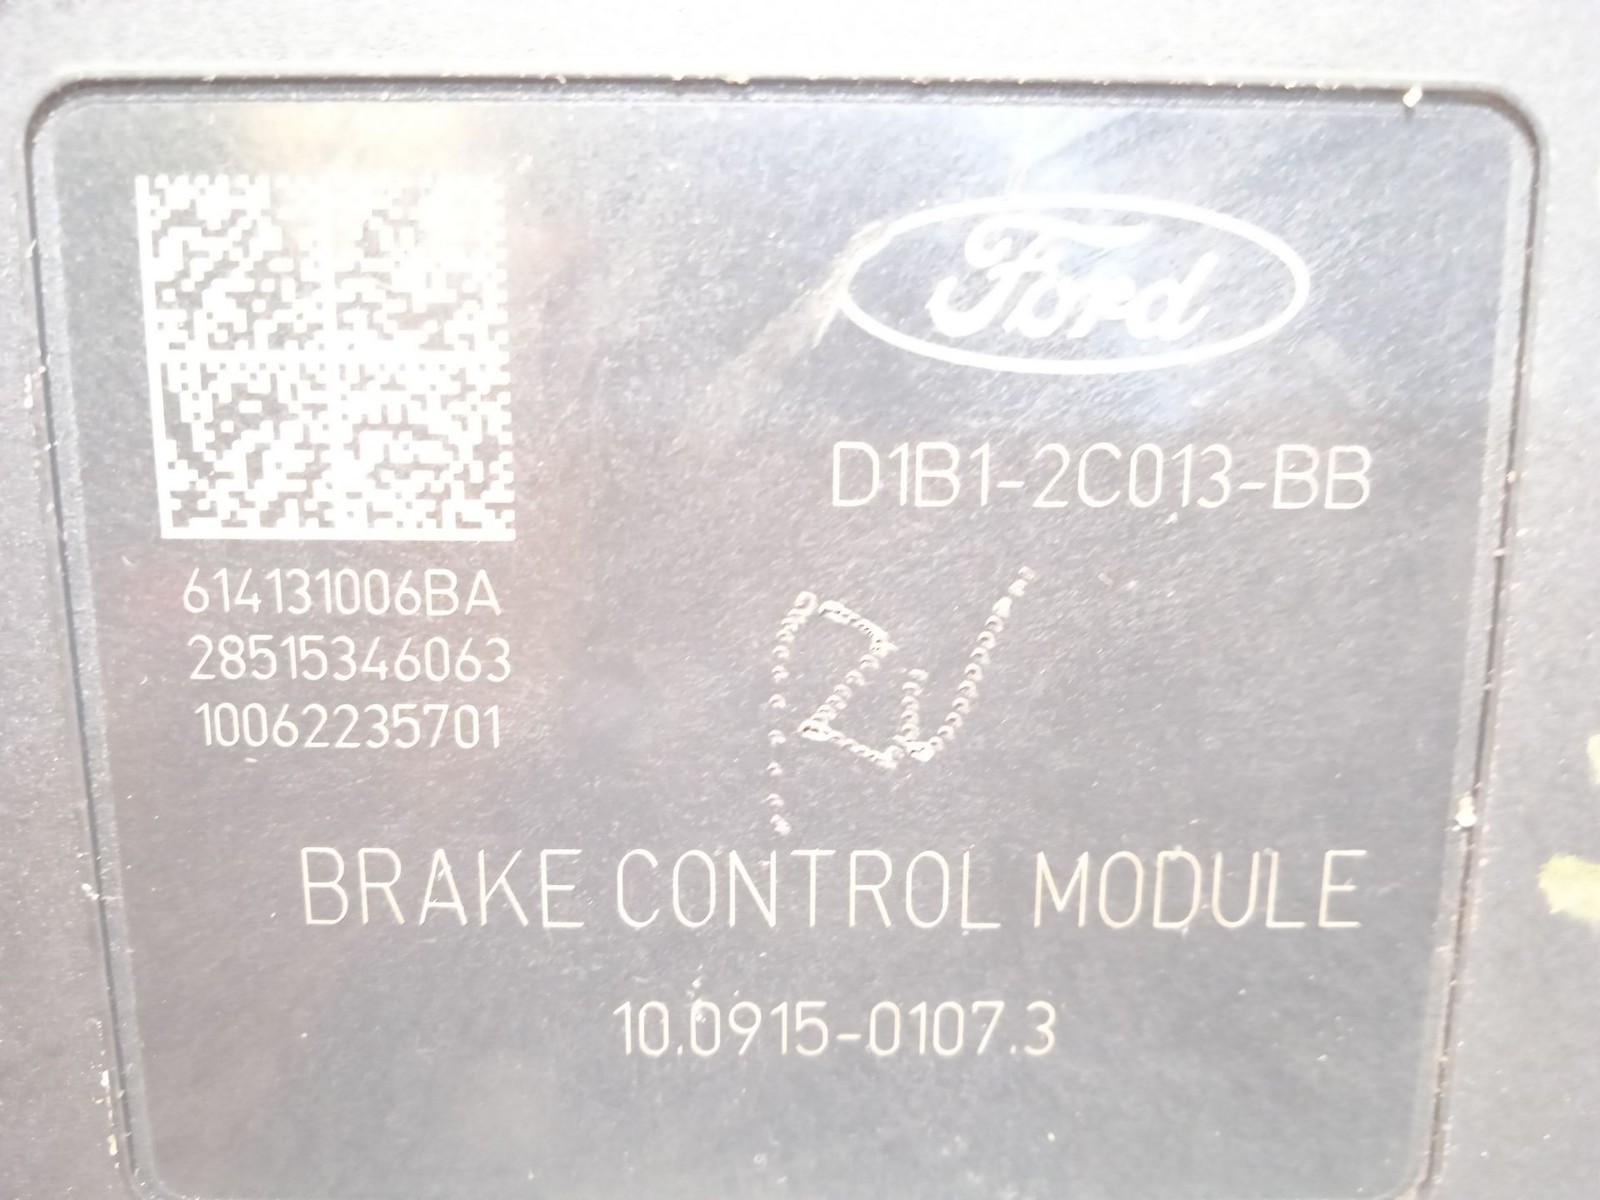 Ford
D1B1-2C013-BB
614131006BA
28515346063
10062235701
BRAKE CONTROL MODULE
10.0915-0107.3